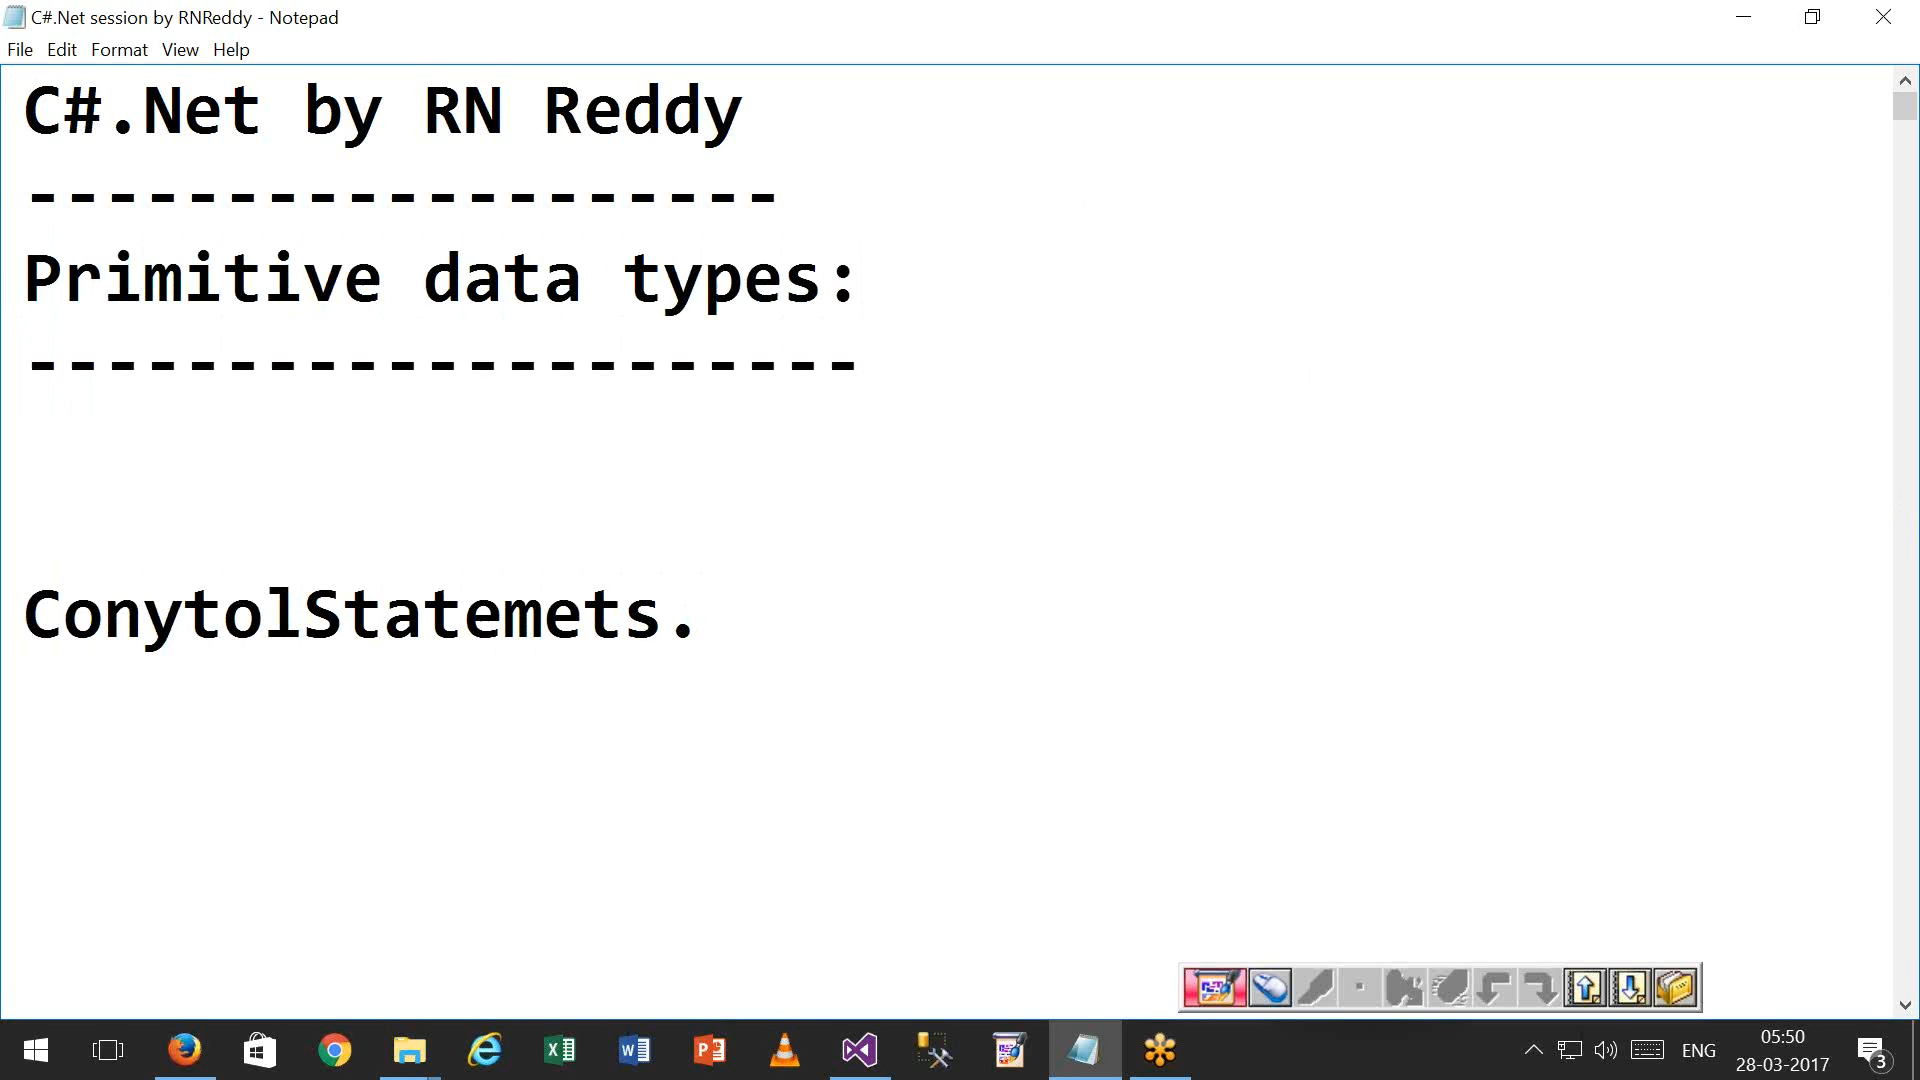 C#.Net session by RNReddy - Notepad
File Edit Format View Help
C#.Net by RN Reddy
-------------------
Primitive data types:
---------------------
ConytolStatemets.
ENG
05:50
28-03-2017
3